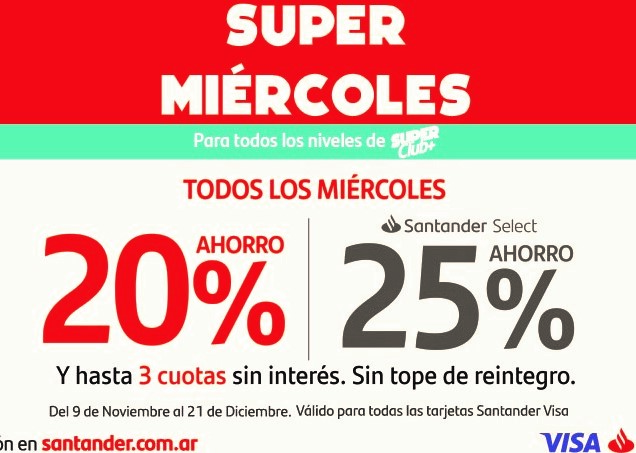 SUPER
MIÉRCOLES
Para todos los niveles de SUPER Club+
TODOS LOS MIÉRCOLES
20% AHORRO
Santander Select
25% AHORRO
Y hasta 3 cuotas sin interés. Sin tope de reintegro.
Del 9 de Noviembre al 21 de Diciembre. Válido para todas las tarjetas Santander Visa
ón en santander.com.ar
VISA